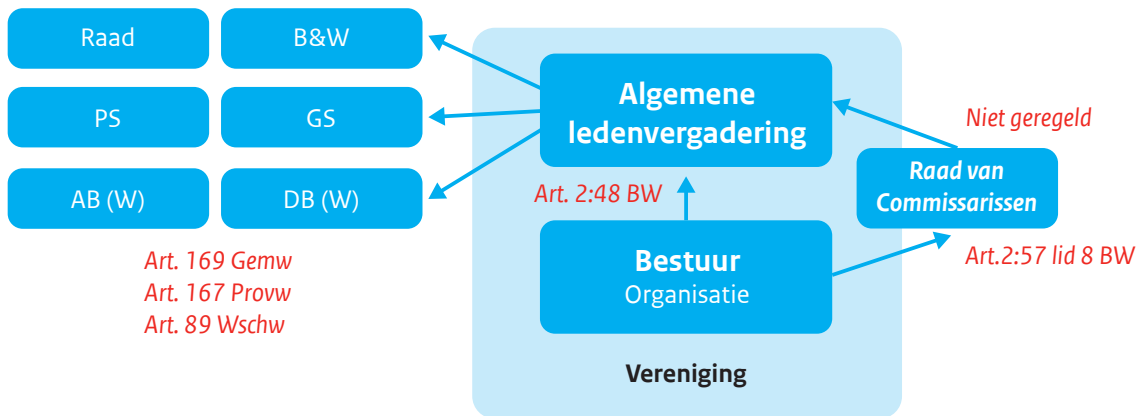 Raad
B&W
PS
GS
AB (W)
DB (W)
Art. 169 Gemw
Art. 167 Provw
Art. 89 Wschw
Algemene
ledenvergadering
Art. 2:48 BW
Bestuur
Organisatie
Vereniging
Niet geregeld
Raad van
Commissarissen
Art.2:57 lid 8 BW